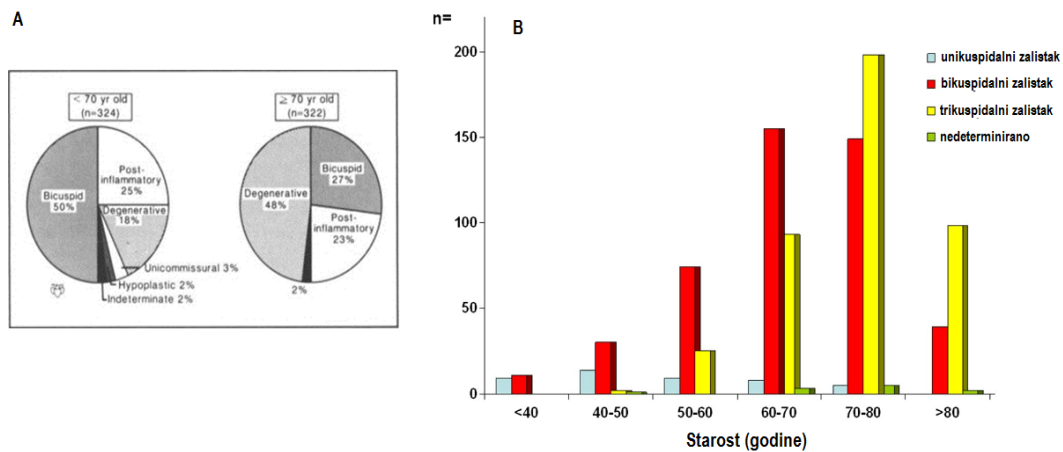 A
< 70 yr old
(n=324)
≥ 70 yr old
(n=322)
Bicuspid
50%
Post-
inflammatory
25%
Degenerative
18%
Unicommissural 3%
Hypoplastic 2%
Indeterminate 2%
Degenerative
48%
Bicuspid
27%
Post-
inflammatory
23%
2%
n=
B
200
150
100
50
0
<40
40-50
50-60
60-70
70-80
>80
Starost (godine)
unikuspidalni zalistak
bikuspidalni zalistak
trikuspidalni zalistak
nedeterminirano